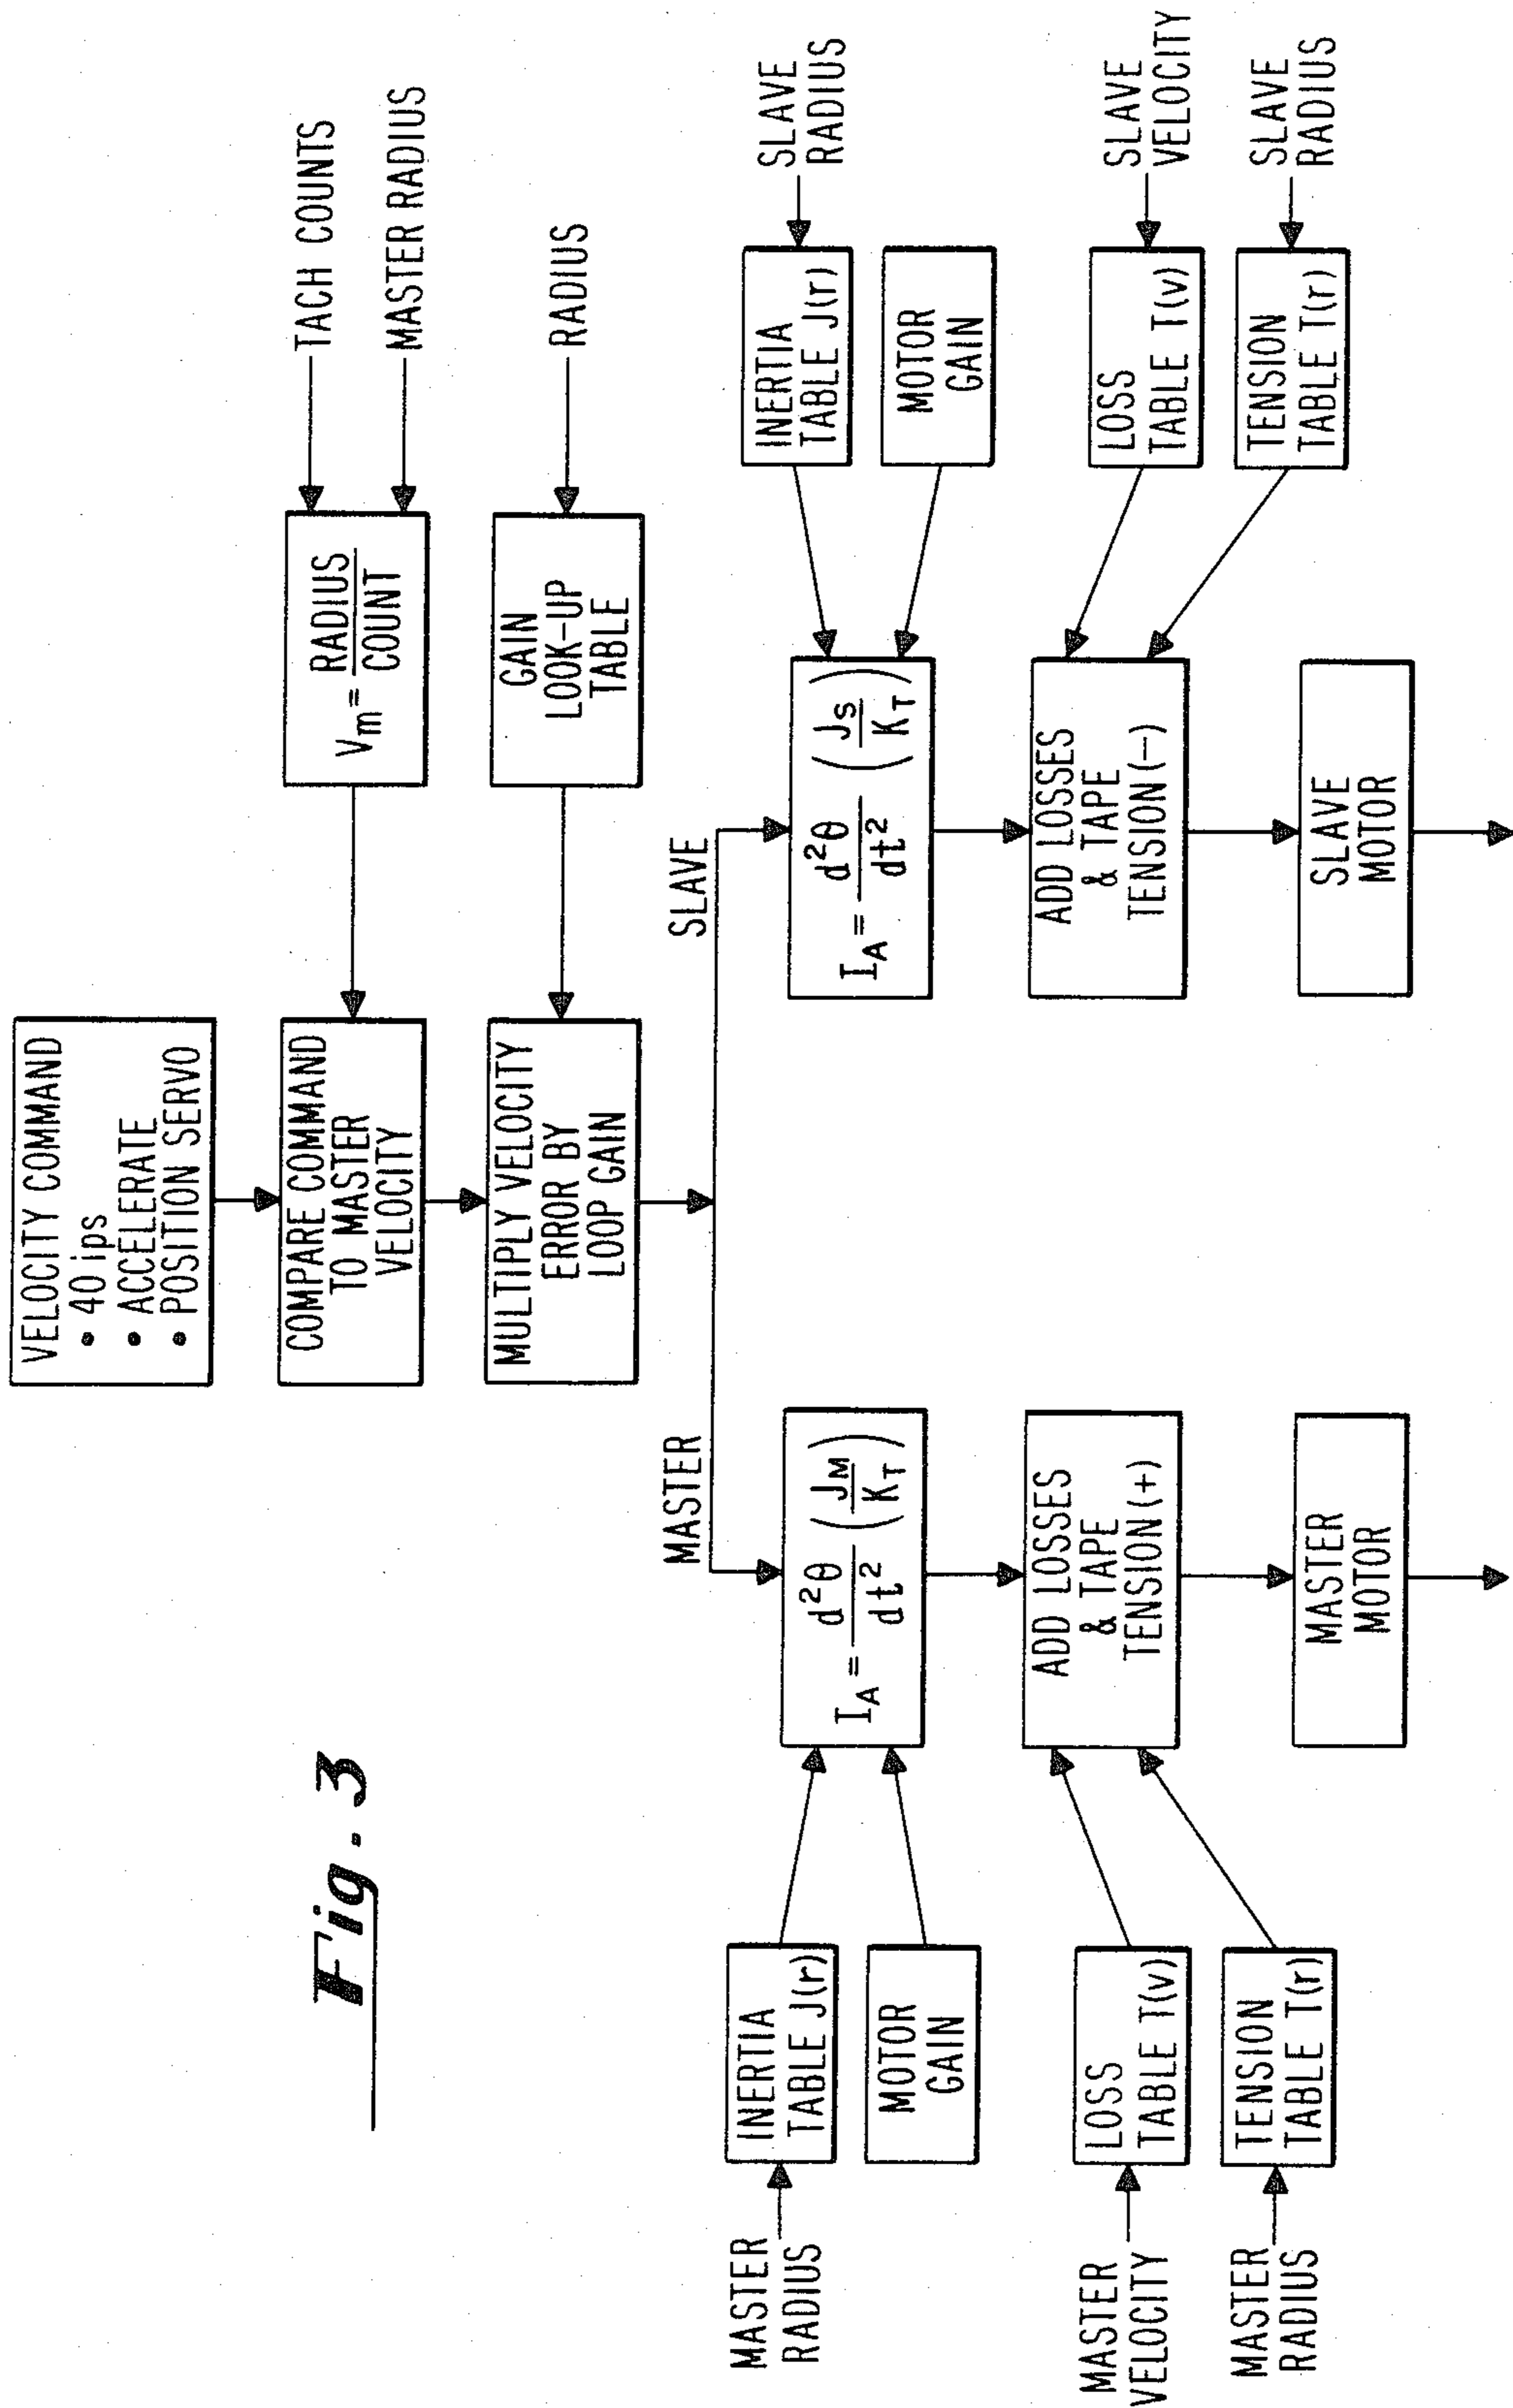 Fig. 3
VELOCITY COMMAND
• 40 ips
• ACCELERATE
• POSITION SERVO
COMPARE COMMAND
TO MASTER
VELOCITY
Vm = RADIUS
COUNT
TACH COUNTS
MASTER RADIUS
MULTIPLY VELOCITY
ERROR BY
LOOP GAIN
GAIN
LOOK-UP
TABLE
RADIUS
MASTER
SLAVE
MASTER
RADIUS
INERTIA
TABLE J(r)
MOTOR
GAIN
I_A = d²θ/dt² (J_M/K_T)
MASTER
VELOCITY
LOSS
TABLE T(v)
MASTER
RADIUS
TENSION
TABLE T(r)
ADD LOSSES
& TAPE
TENSION (+)
MASTER
MOTOR
I_A = d²θ/dt² (J_S/K_T)
INERTIA
TABLE J(r)
SLAVE
RADIUS
MOTOR
GAIN
ADD LOSSES
& TAPE
TENSION (−)
LOSS
TABLE T(v)
SLAVE
VELOCITY
TENSION
TABLE T(r)
SLAVE
RADIUS
SLAVE
MOTOR